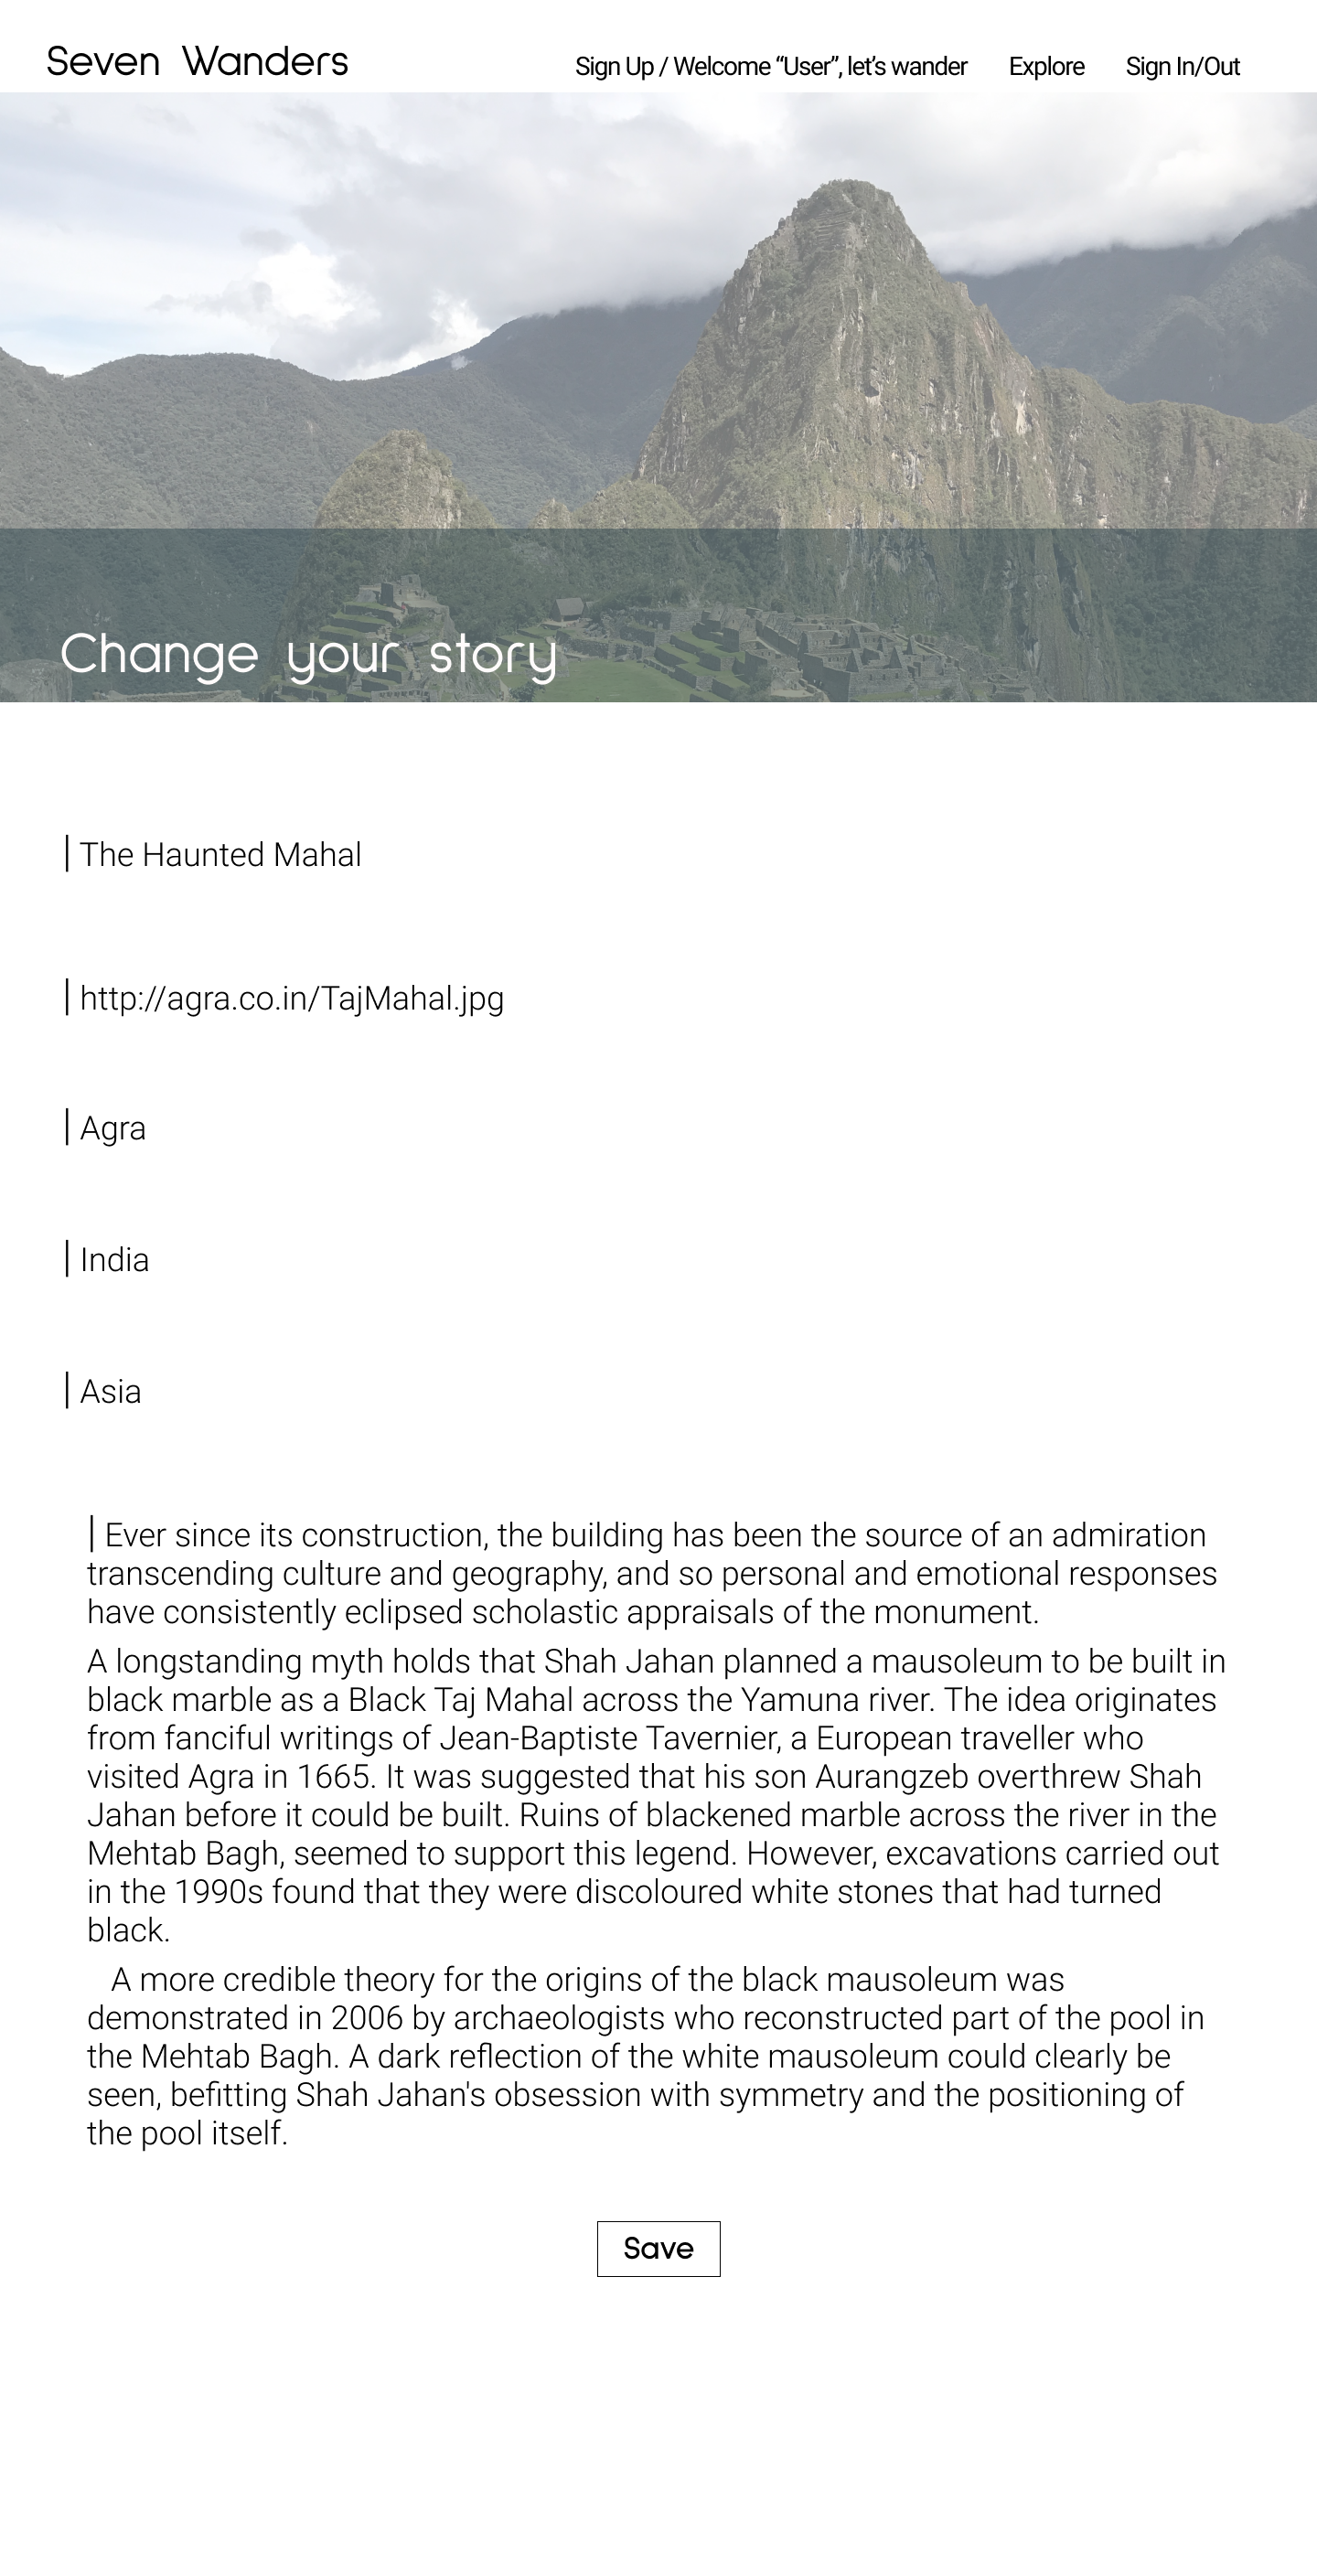 Seven Wanders
Sign Up / Welcome “User”, let’s wander Explore Sign In/Out
Change your story
| The Haunted Mahal
| http://agra.co.in/TajMahal.jpg
| Agra
| India
| Asia
| Ever since its construction, the building has been the source of an admiration
transcending culture and geography, and so personal and emotional responses
have consistently eclipsed scholastic appraisals of the monument.
A longstanding myth holds that Shah Jahan planned a mausoleum to be built in
black marble as a Black Taj Mahal across the Yamuna river. The idea originates
from fanciful writings of Jean-Baptiste Tavernier, a European traveller who
visited Agra in 1665. It was suggested that his son Aurangzeb overthrew Shah
Jahan before it could be built. Ruins of blackened marble across the river in the
Mehtab Bagh, seemed to support this legend. However, excavations carried out
in the 1990s found that they were discoloured white stones that had turned
black.
A more credible theory for the origins of the black mausoleum was
demonstrated in 2006 by archaeologists who reconstructed part of the pool in
the Mehtab Bagh. A dark reflection of the white mausoleum could clearly be
seen, befitting Shah Jahan's obsession with symmetry and the positioning of
the pool itself.
Save